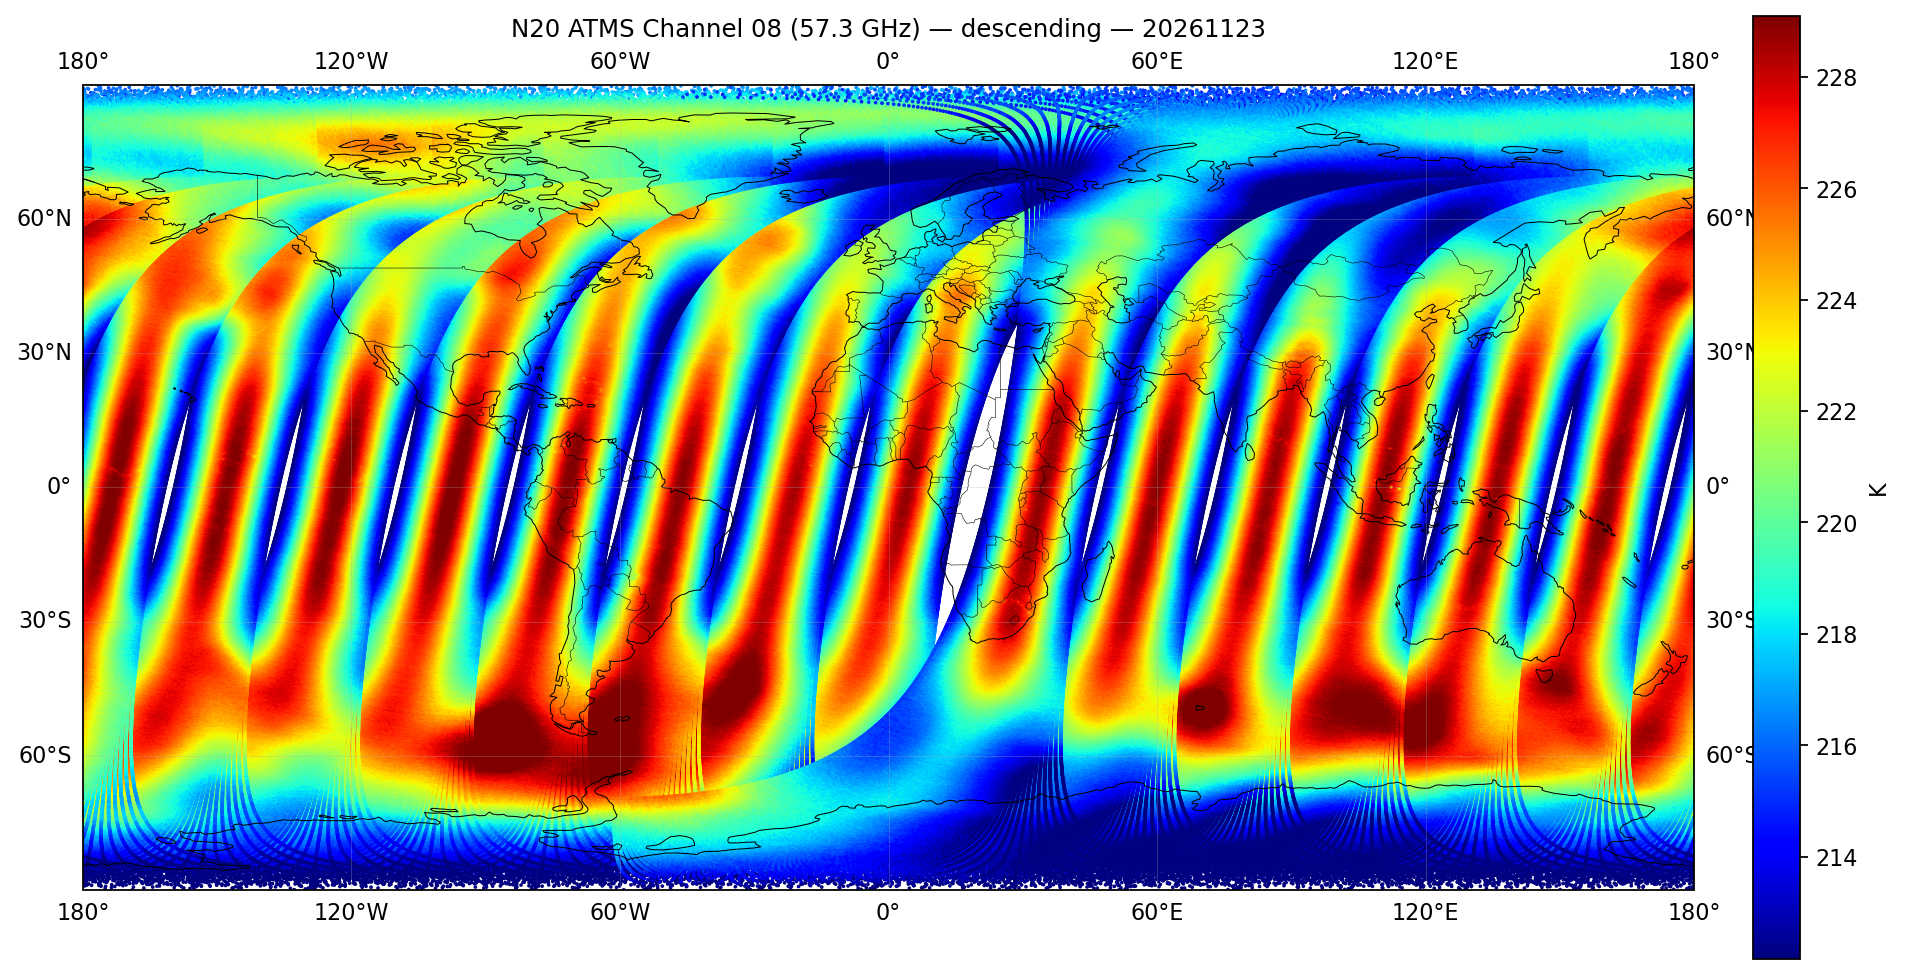 N20 ATMS Channel 08 (57.3 GHz) — descending — 20261123
180° 120°W 60°W 0° 60°E 120°E 180°
228
226
60°N 60°N
224
30°N 30°N
222
0° 0° K
220
30°S 30°S
218
60°S 60°S
216
214
180° 120°W 60°W 0° 60°E 120°E 180°